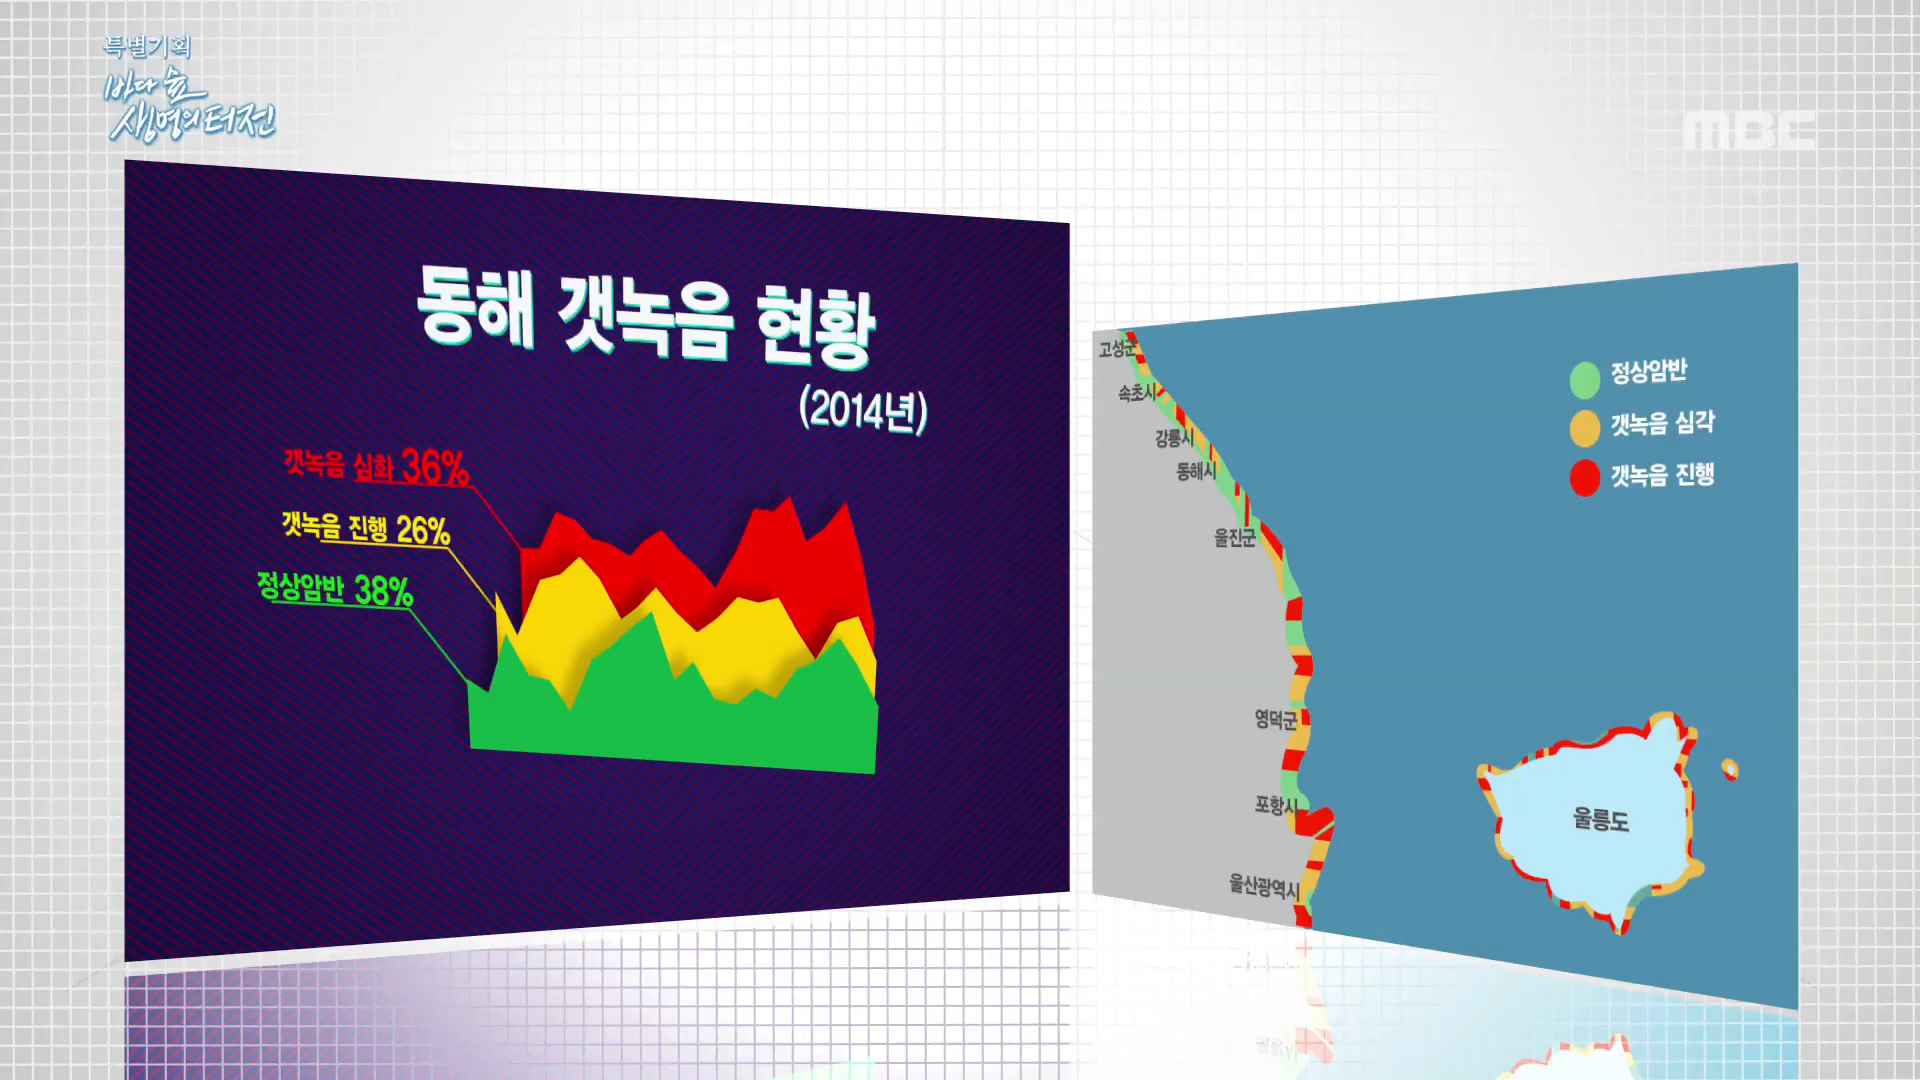 특별기획
바다 숲
생명의 터전
MBC
동해 갯녹음 현황
(2014년)
갯녹음 심화 36%
갯녹음 진행 26%
정상암반 38%
고성군
속초시
강릉시
동해시
울진군
영덕군
포항시
울산광역시
정상암반
갯녹음 심각
갯녹음 진행
울릉도